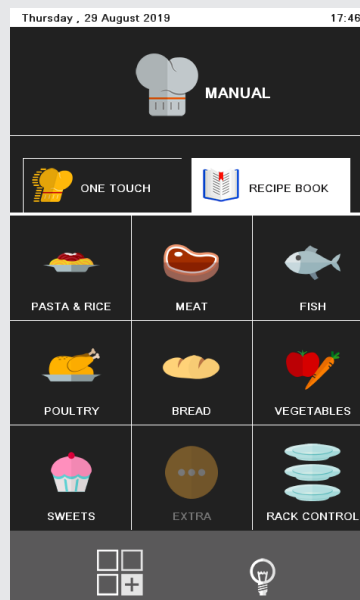 Thursday , 29 August 2019 17:46
MANUAL
ONE TOUCH
RECIPE BOOK
PASTA & RICE
MEAT
FISH
POULTRY
BREAD
VEGETABLES
SWEETS
EXTRA
RACK CONTROL